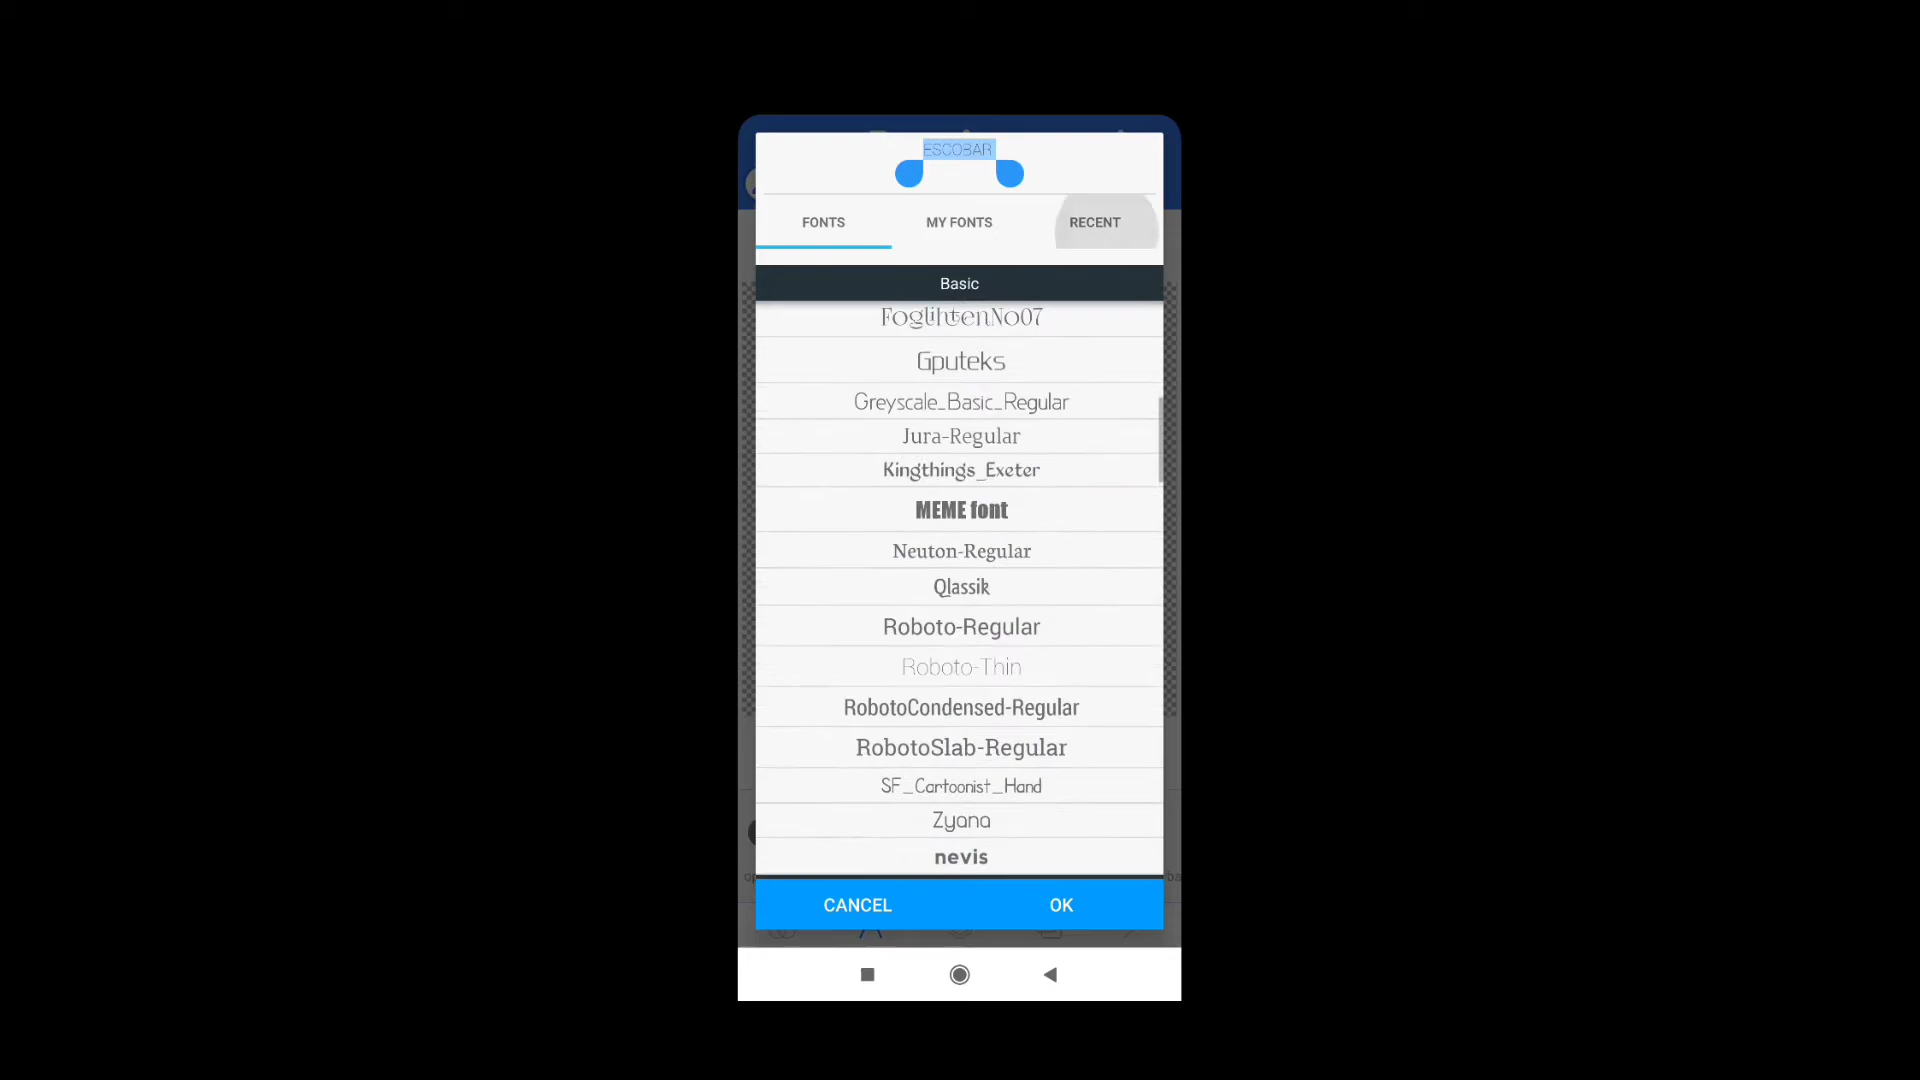 ESCOBAR
FONTS MY FONTS RECENT
Basic
FoglihtenNo07
Gputeks
Greyscale_Basic_Regular
Jura-Regular
Kingthings_Exeter
MEME font
Neuton-Regular
Qlassik
Roboto-Regular
Roboto-Thin
RobotoCondensed-Regular
RobotoSlab-Regular
SF_Cartoonist_Hand
Zyana
nevis
CANCEL OK